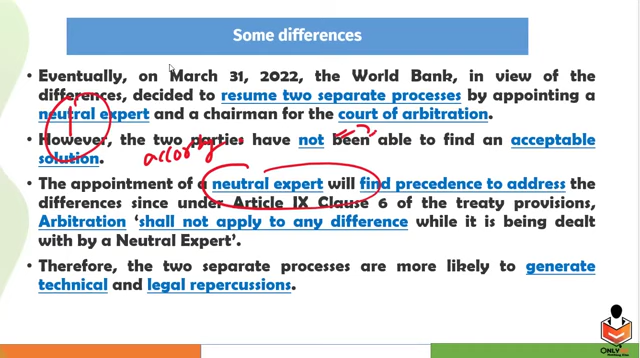 Some differences
Eventually, on March 31, 2022, the World Bank, in view of the
differences, decided to resume two separate processes by appointing a
neutral expert and a chairman for the court of arbitration.
However, the two parties have not been able to find an acceptable
solution.
The appointment of a neutral expert will find precedence to address the
differences since under Article IX Clause 6 of the treaty provisions,
Arbitration ‘shall not apply to any difference while it is being dealt
with by a Neutral Expert’.
Therefore, the two separate processes are more likely to generate
technical and legal repercussions.
ONLY